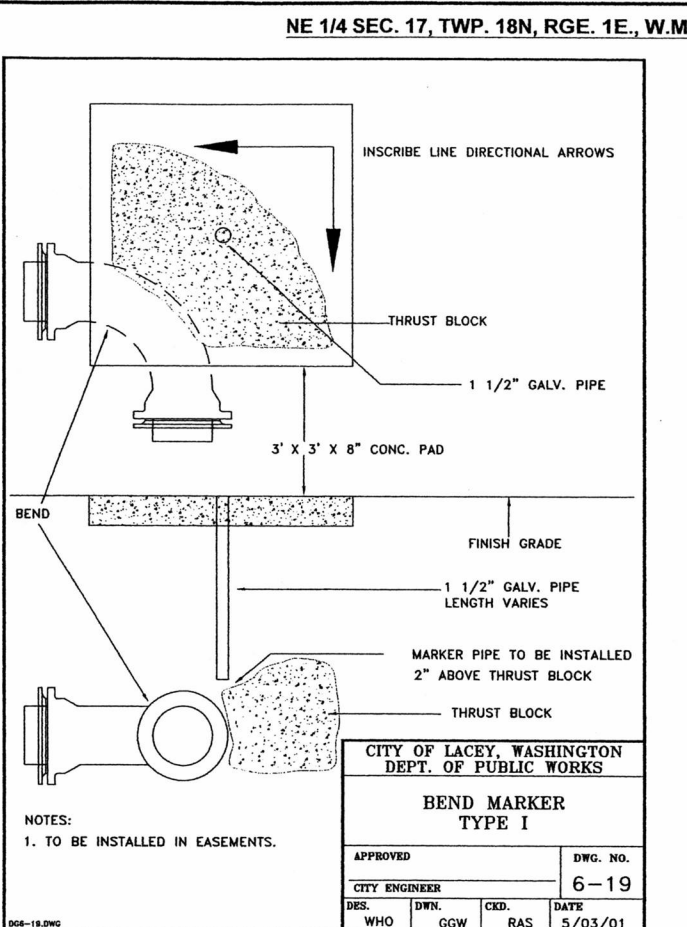 NE 1/4 SEC. 17, TWP. 18N, RGE. 1E., W.M
INSCRIBE LINE DIRECTIONAL ARROWS
THRUST BLOCK
1 1/2" GALV. PIPE
3' X 3' X 8" CONC. PAD
BEND
FINISH GRADE
1 1/2" GALV. PIPE
LENGTH VARIES
MARKER PIPE TO BE INSTALLED
2" ABOVE THRUST BLOCK
THRUST BLOCK
CITY OF LACEY, WASHINGTON
DEPT. OF PUBLIC WORKS
BEND MARKER
TYPE I
NOTES:
1. TO BE INSTALLED IN EASEMENTS.
APPROVED
CITY ENGINEER
DWG. NO.
6-19
DES.
WHO
DWN.
GGW
CKD.
RAS
DATE
5/03/01
DG6-19.DWG